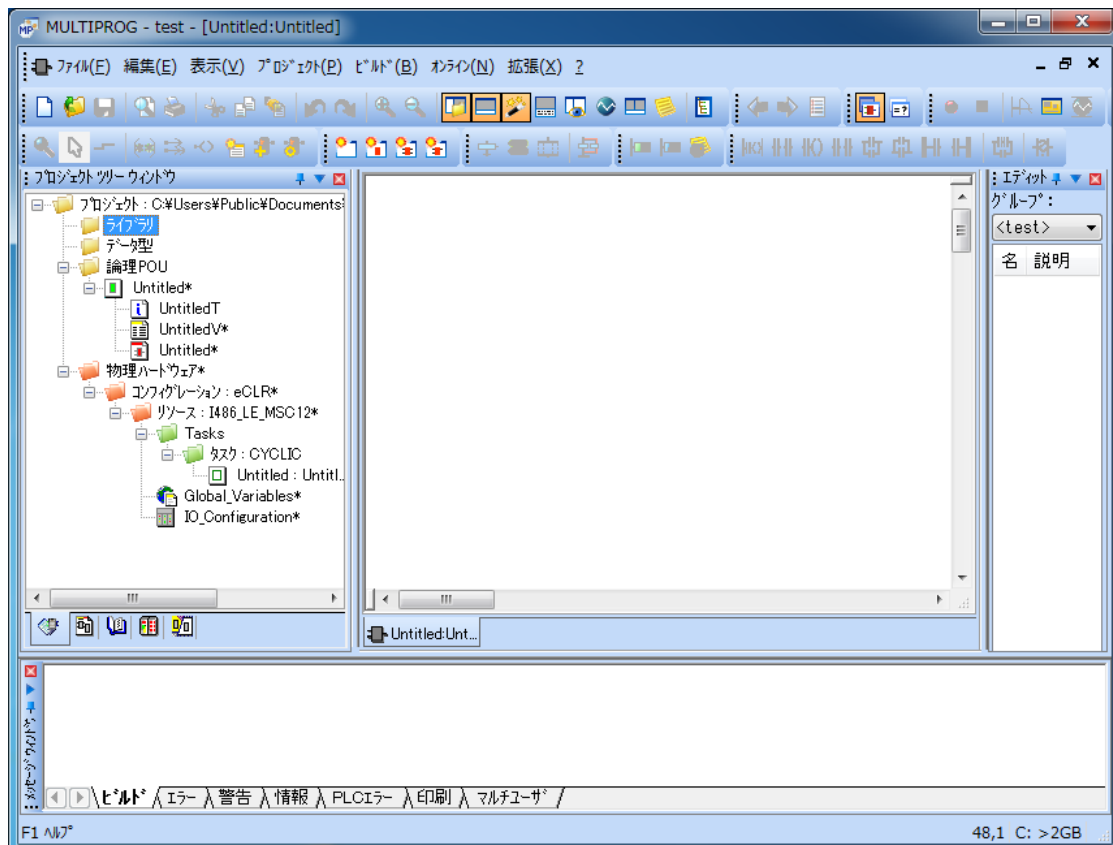 MULTIPROG - test - [Untitled:Untitled]
ﾌｧｲﾙ(F) 編集(E) 表示(V) ﾌﾟﾛｼﾞｪｸﾄ(P) ﾋﾞﾙﾄﾞ(B) ｵﾝﾗｲﾝ(N) 拡張(X) ?
ﾌﾟﾛｼﾞｪｸﾄ ﾂﾘｰ ｳｨﾝﾄﾞｳ
ﾌﾟﾛｼﾞｪｸﾄ : C:¥Users¥Public¥Documents
ﾗｲﾌﾞﾗﾘ
ﾃﾞｰﾀ型
論理POU
Untitled*
UntitledT
UntitledV*
Untitled*
物理ﾊｰﾄﾞｳｪｱ*
ｺﾝﾌｨｸﾞﾚｰｼｮﾝ : eCLR*
ﾘｿｰｽ : I486_LE_MSC12*
Tasks
ﾀｽｸ : CYCLIC
Untitled : Untitl..
Global_Variables*
IO_Configuration*
Untitled:Unt...
ｴﾃﾞｨｯﾄ
ｸﾞﾙｰﾌﾟ :
<test>
名 説明
ﾒｯｾｰｼﾞ ｳｨﾝﾄﾞｳ
ﾋﾞﾙﾄﾞ ｴﾗｰ 警告 情報 PLCｴﾗｰ 印刷 ﾏﾙﾁﾕｰｻﾞ
F1 ﾍﾙﾌﾟ
48,1 C: >2GB